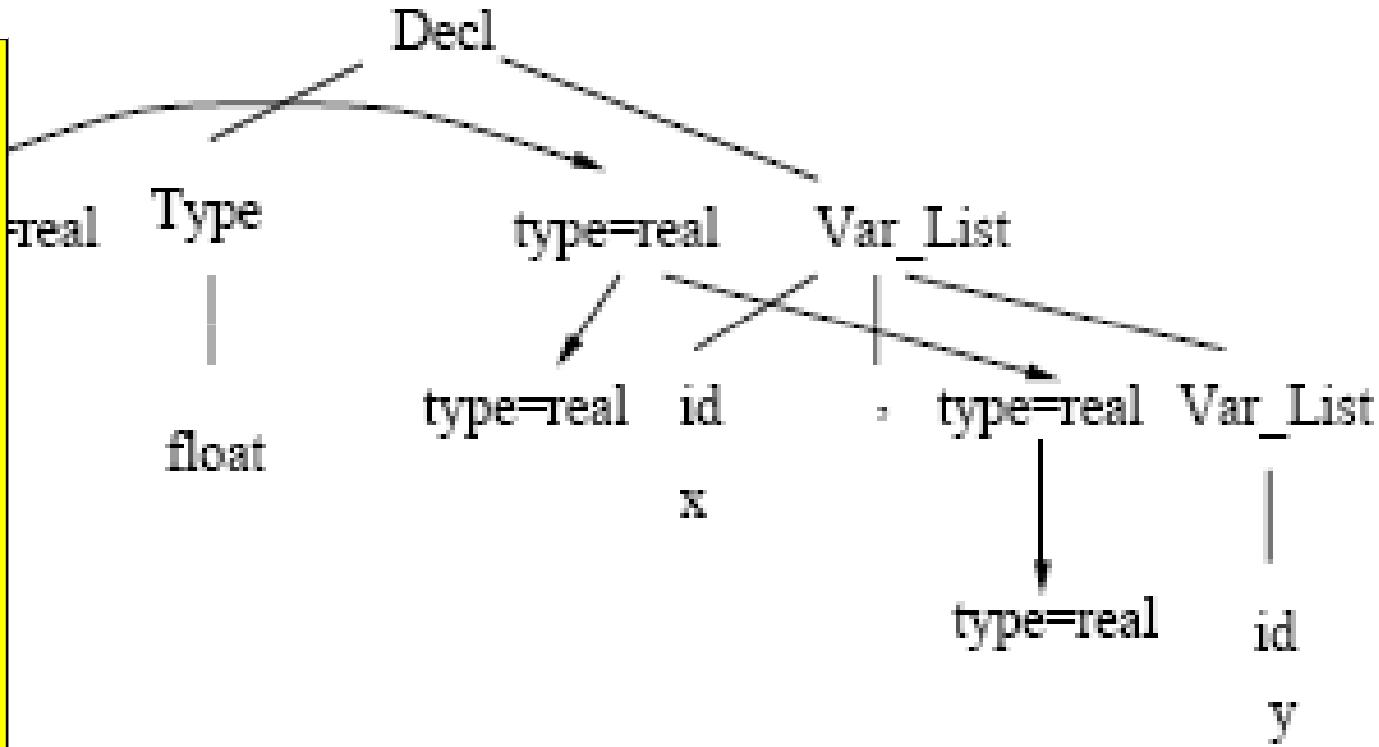 Decl
=real Type type=real Var_List
type=real id , type=real Var_List
float
x
type=real id
y